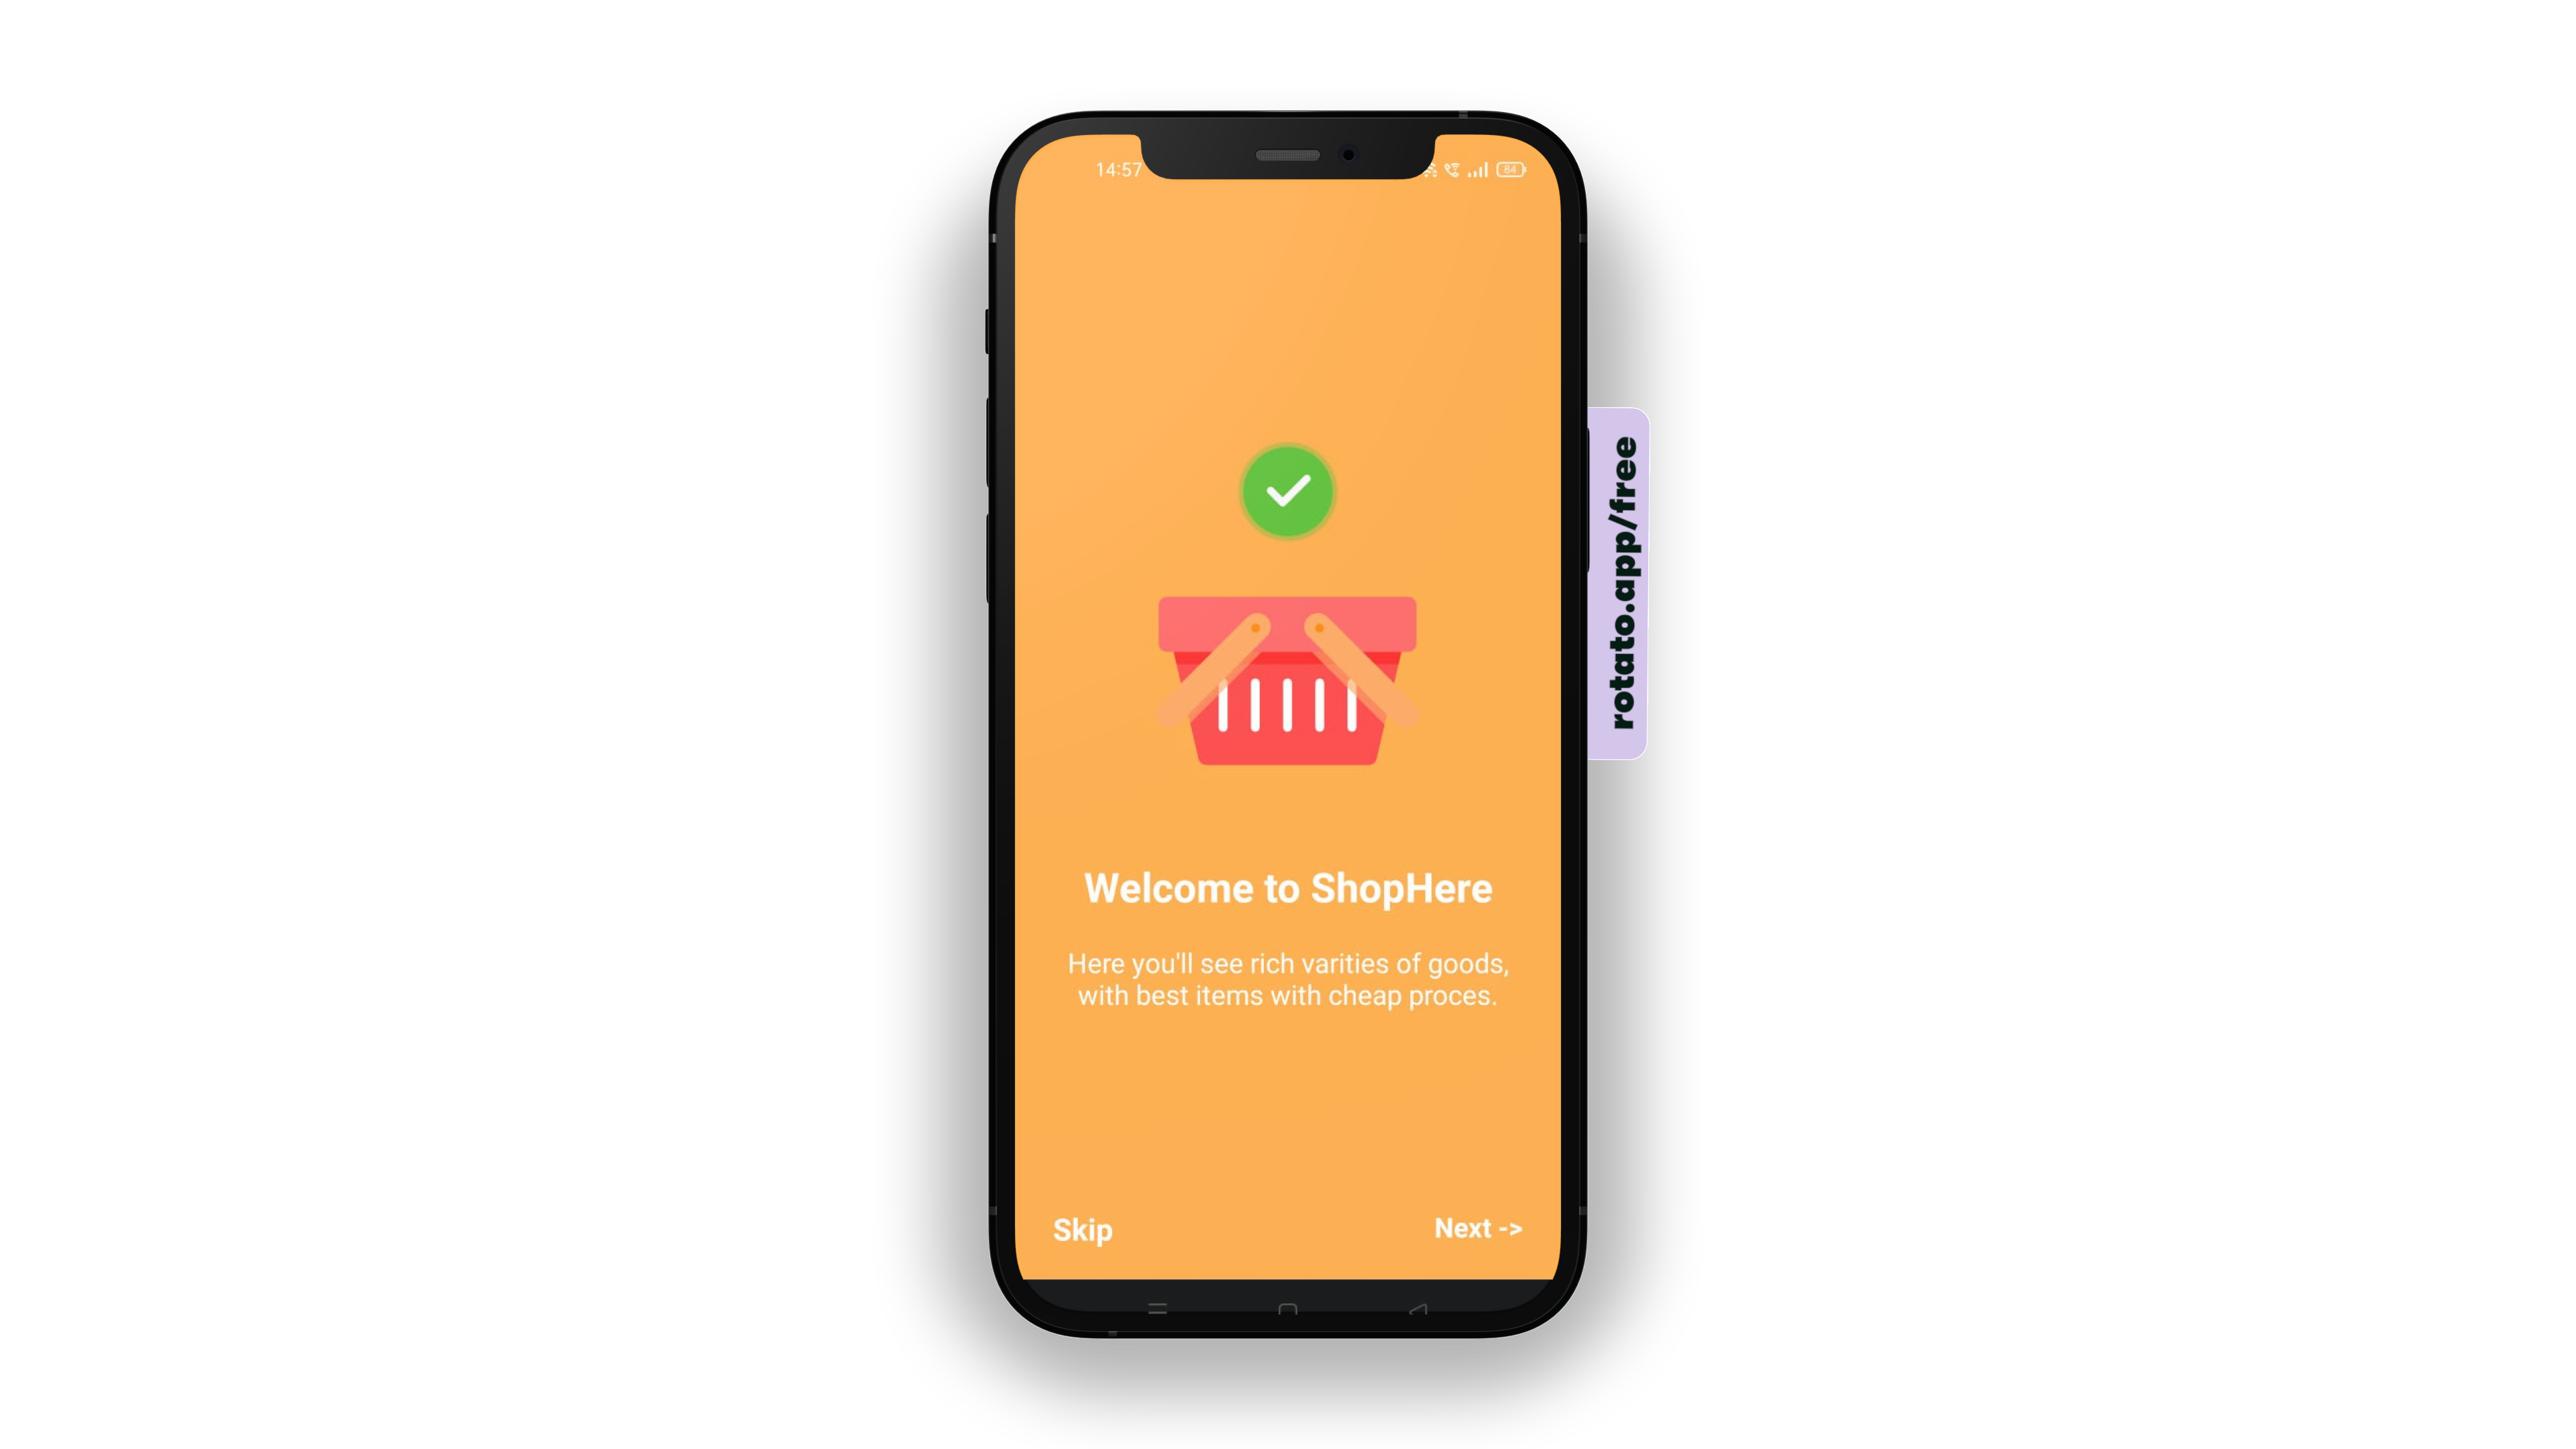 14:57
84
Welcome to ShopHere
Here you'll see rich varities of goods,
with best items with cheap proces.
Skip
Next ->
rotato.app/free